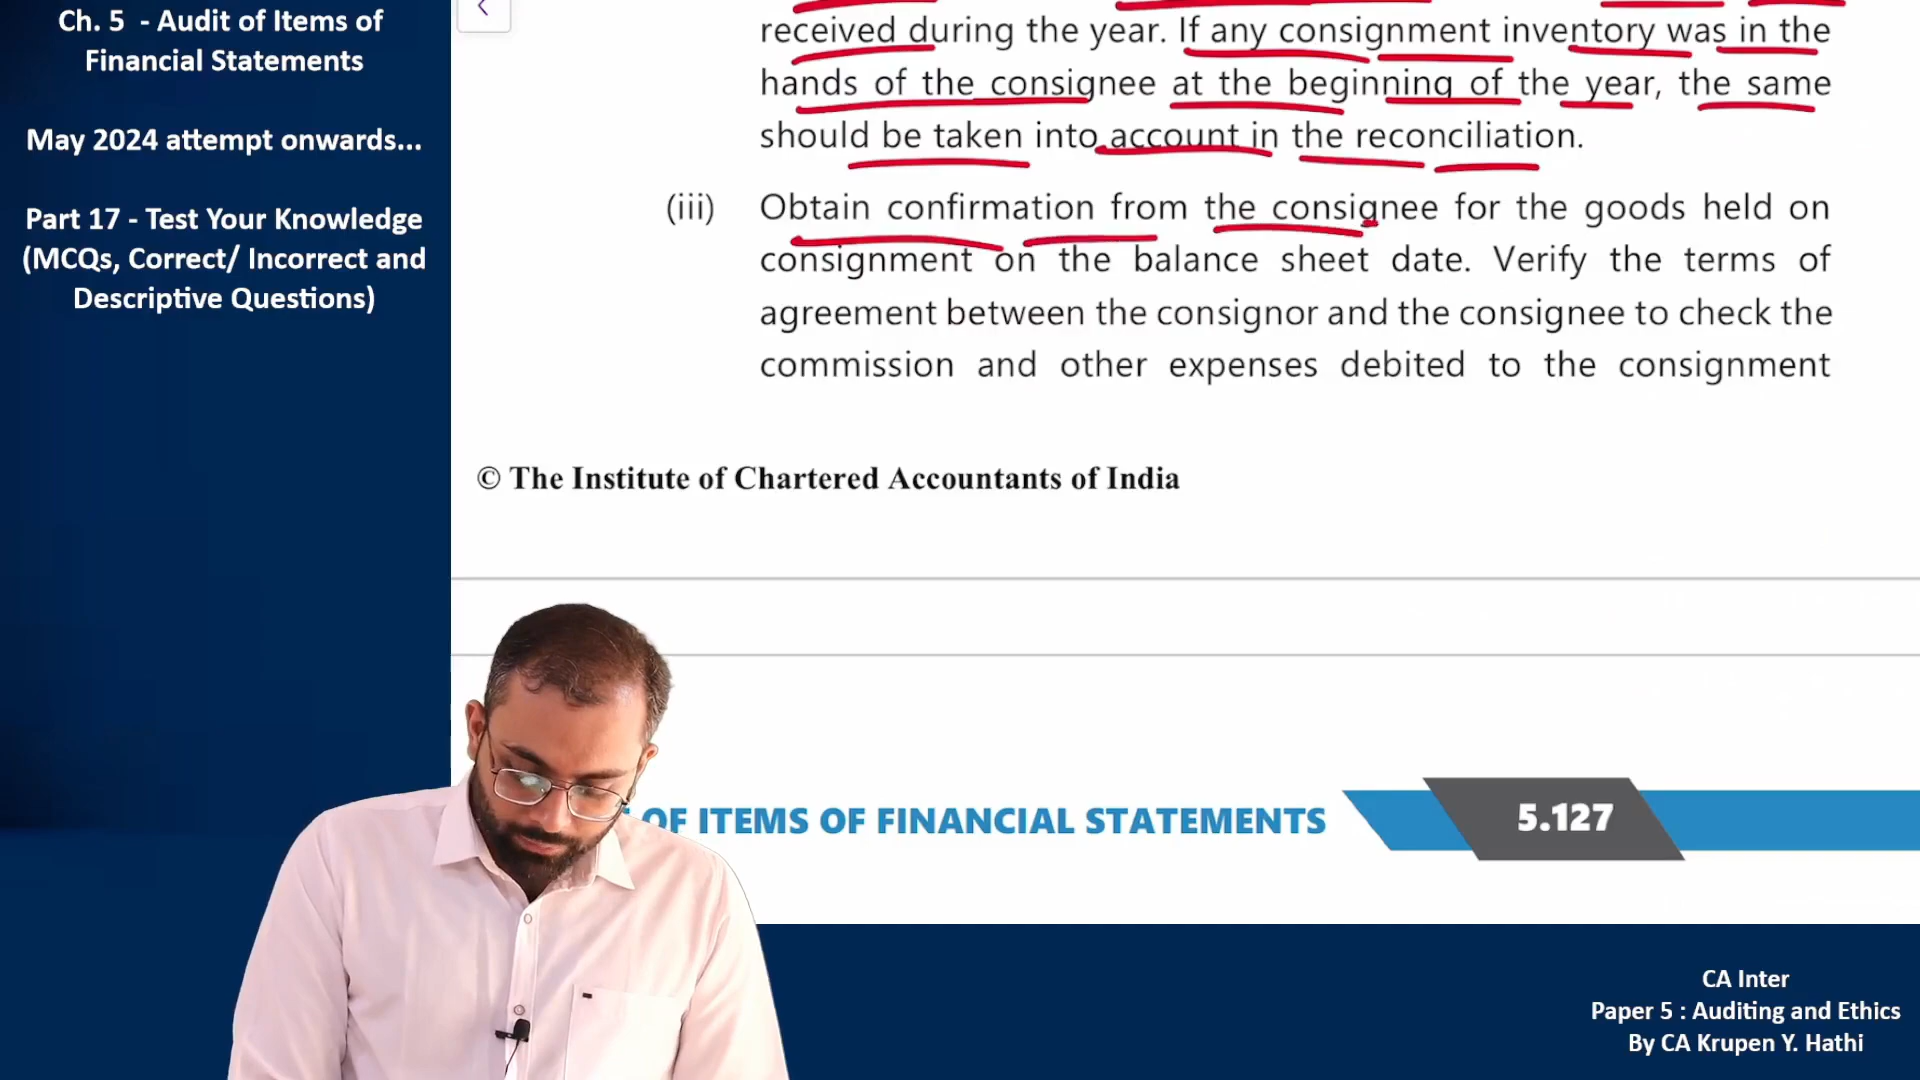 Ch. 5 - Audit of Items of
Financial Statements
May 2024 attempt onwards...
Part 17 - Test Your Knowledge
(MCQs, Correct/ Incorrect and
Descriptive Questions)
received during the year. If any consignment inventory was in the
hands of the consignee at the beginning of the year, the same
should be taken into account in the reconciliation.
(iii) Obtain confirmation from the consignee for the goods held on
consignment on the balance sheet date. Verify the terms of
agreement between the consignor and the consignee to check the
commission and other expenses debited to the consignment
© The Institute of Chartered Accountants of India
OF ITEMS OF FINANCIAL STATEMENTS
5.127
CA Inter
Paper 5 : Auditing and Ethics
By CA Krupen Y. Hathi